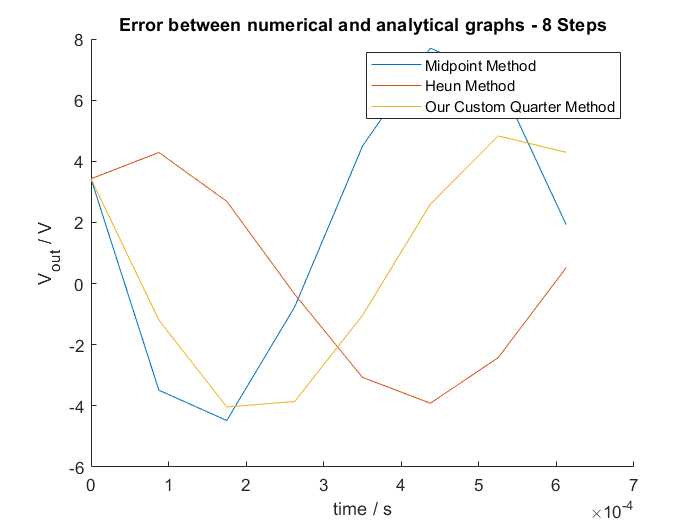 Error between numerical and analytical graphs - 8 Steps
8
6
4
2
0
-2
-4
-6
V_out / V
Midpoint Method
Heun Method
Our Custom Quarter Method
0 1 2 3 4 5 6 7
time / s
×10^-4